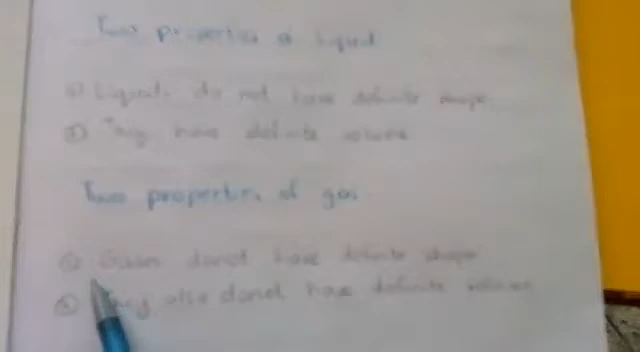 Two properties of liquid
① Liquids do not have definite shape
② They have definite volume
Two properties of gas
① Gases donot have definite shape
② They also donot have definite volume